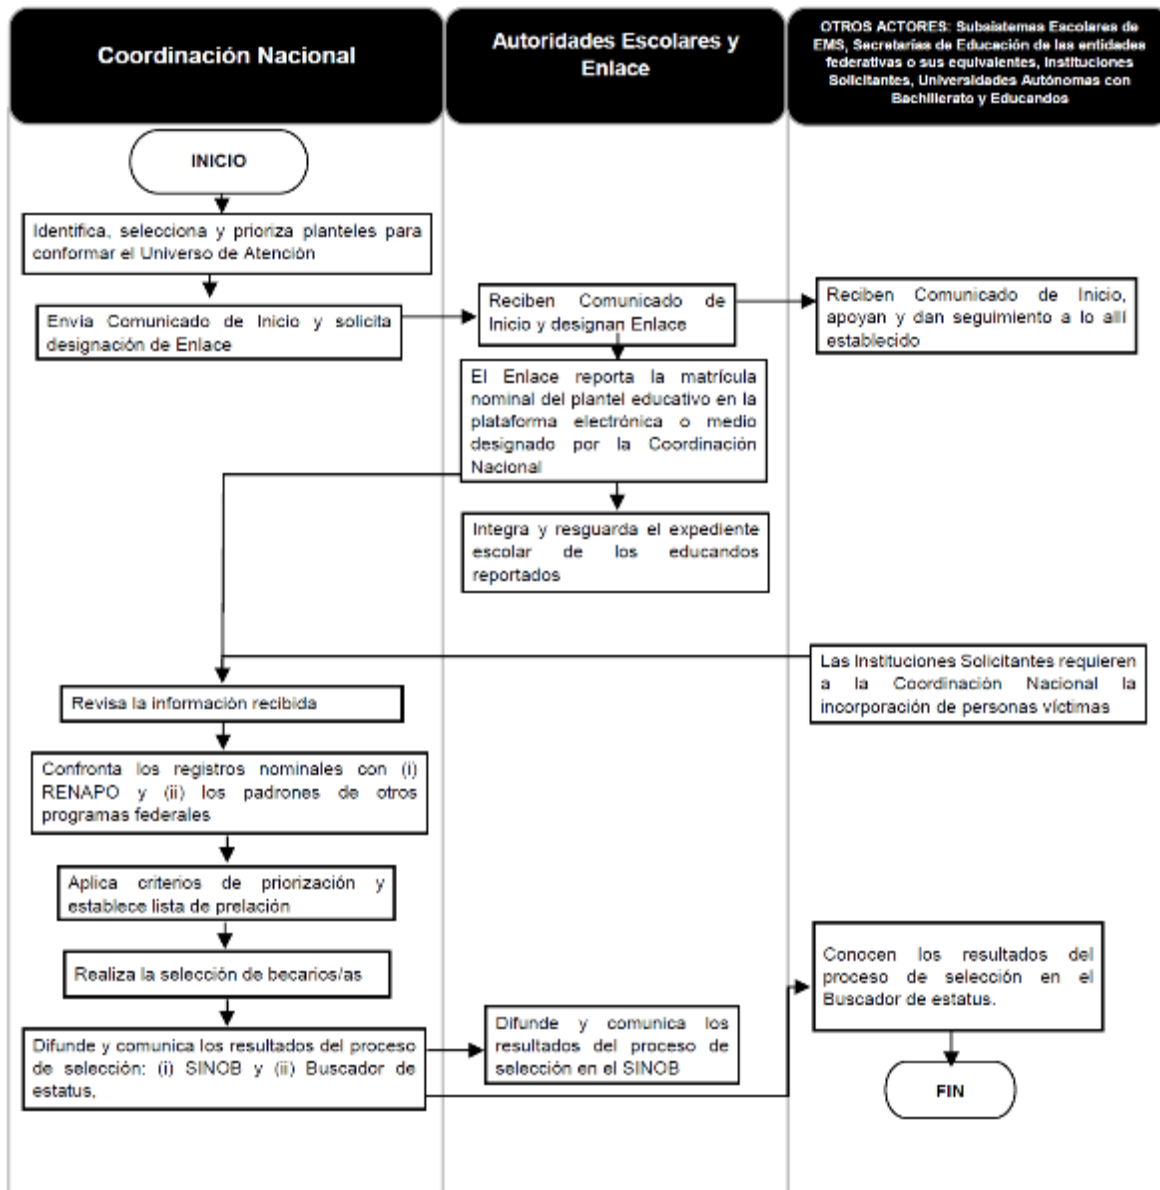 Coordinación Nacional
Autoridades Escolares y
Enlace
OTROS ACTORES: Subsistemas Escolares de
EMS, Secretarías de Educación de las entidades
federativas o sus equivalentes, Instituciones
Solicitantes, Universidades Autónomas con
Bachillerato y Educandos
INICIO
Identifica, selecciona y prioriza planteles para
conformar el Universo de Atención
Envía Comunicado de Inicio y solicita
designación de Enlace
Reciben Comunicado de
Inicio y designan Enlace
Reciben Comunicado de Inicio,
apoyan y dan seguimiento a lo allí
establecido
El Enlace reporta la matrícula
nominal del plantel educativo en la
plataforma electrónica o medio
designado por la Coordinación
Nacional
Integra y resguarda el expediente
escolar de los educandos
reportados
Las Instituciones Solicitantes requieren
a la Coordinación Nacional la
incorporación de personas víctimas
Revisa la información recibida
Confronta los registros nominales con (i)
RENAPO y (ii) los padrones de otros
programas federales
Aplica criterios de priorización y
establece lista de prelación
Realiza la selección de becarios/as
Difunde y comunica los resultados del proceso
de selección: (i) SINOB y (ii) Buscador de
estatus,
Difunde y comunica los
resultados del proceso de
selección en el SINOB
Conocen los resultados del
proceso de selección en el
Buscador de estatus.
FIN